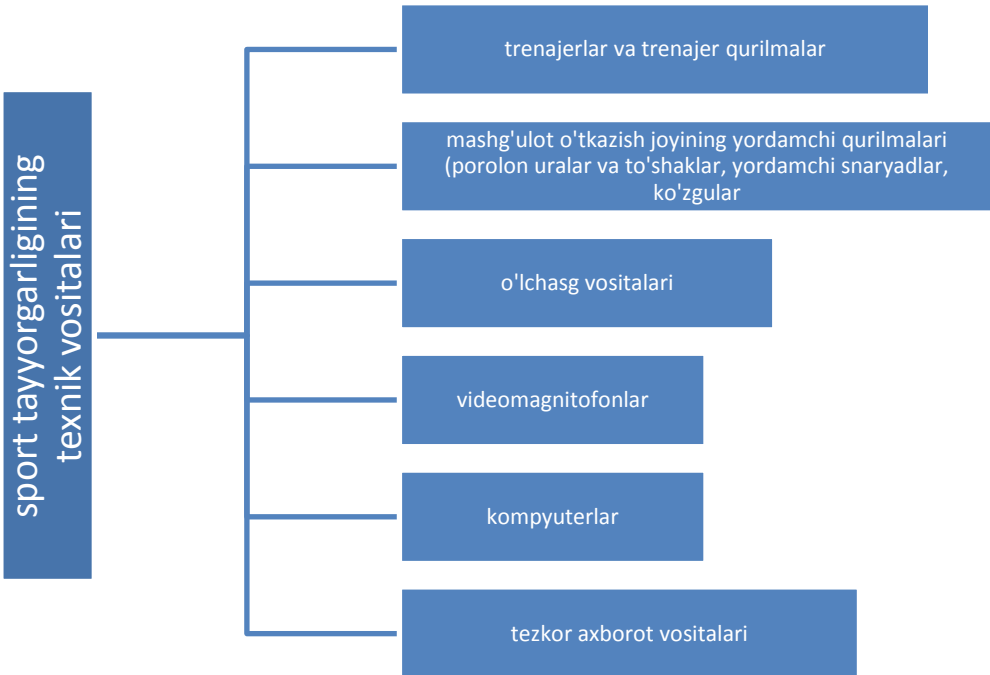 sport tayyorgarligining
texnik vositalari
trenajerlar va trenajer qurilmalar
mashg'ulot o'tkazish joyining yordamchi qurilmalari
(porolon uralar va to'shaklar, yordamchi snaryadlar,
ko'zgular
o'lchasg vositalari
videomagnitofonlar
kompyuterlar
tezkor axborot vositalari